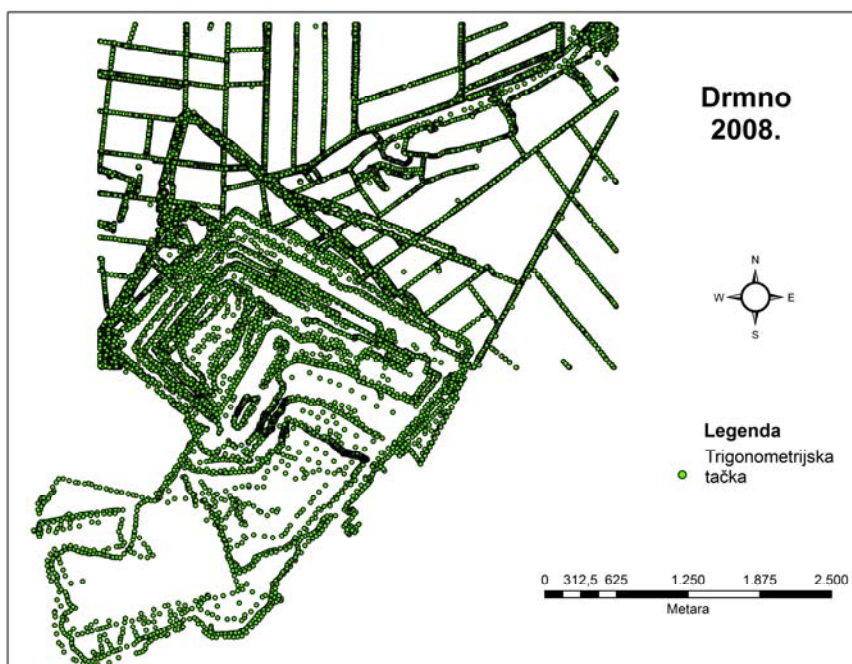 Drmno
2008.
N
W E
S
Legenda
Trigonometrijska
tačka
0 312,5 625 1.250 1.875 2.500
Metara